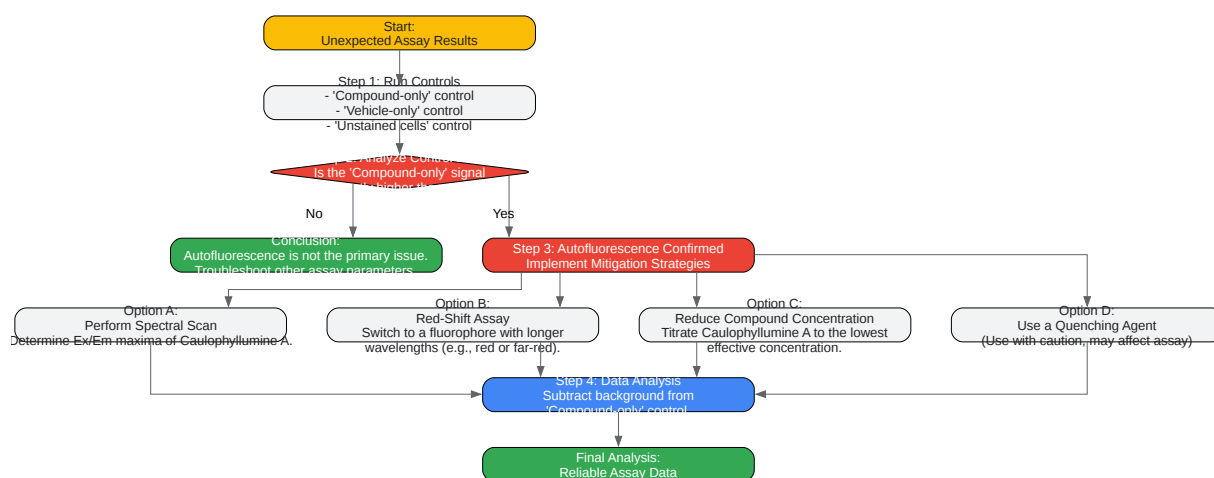 Start:
Unexpected Assay Results
Step 1: Run Controls
- 'Compound-only' control
- 'Vehicle-only' control
- 'Unstained cells' control
Analyze
Is the 'Compound-only' signal
higher
No
Yes
Conclusion:
Autofluorescence is not the primary issue.
Troubleshoot other assay parameters
Step 3: Autofluorescence Confirmed
Implement Mitigation Strategies
Option A:
Perform Spectral Scan
Determine Ex/Em maxima of Caulophyllumine A.
Option B:
Red-Shift Assay
Switch to a fluorophore with longer
wavelengths (e.g., red or far-red).
Option C:
Reduce Compound Concentration
Titrate Caulophyllumine A to the lowest
effective concentration.
Option D:
Use a Quenching Agent
(Use with caution, may affect assay)
Step 4: Data Analysis
Subtract background from
'Compound-only' control
Final Analysis:
Reliable Assay Data